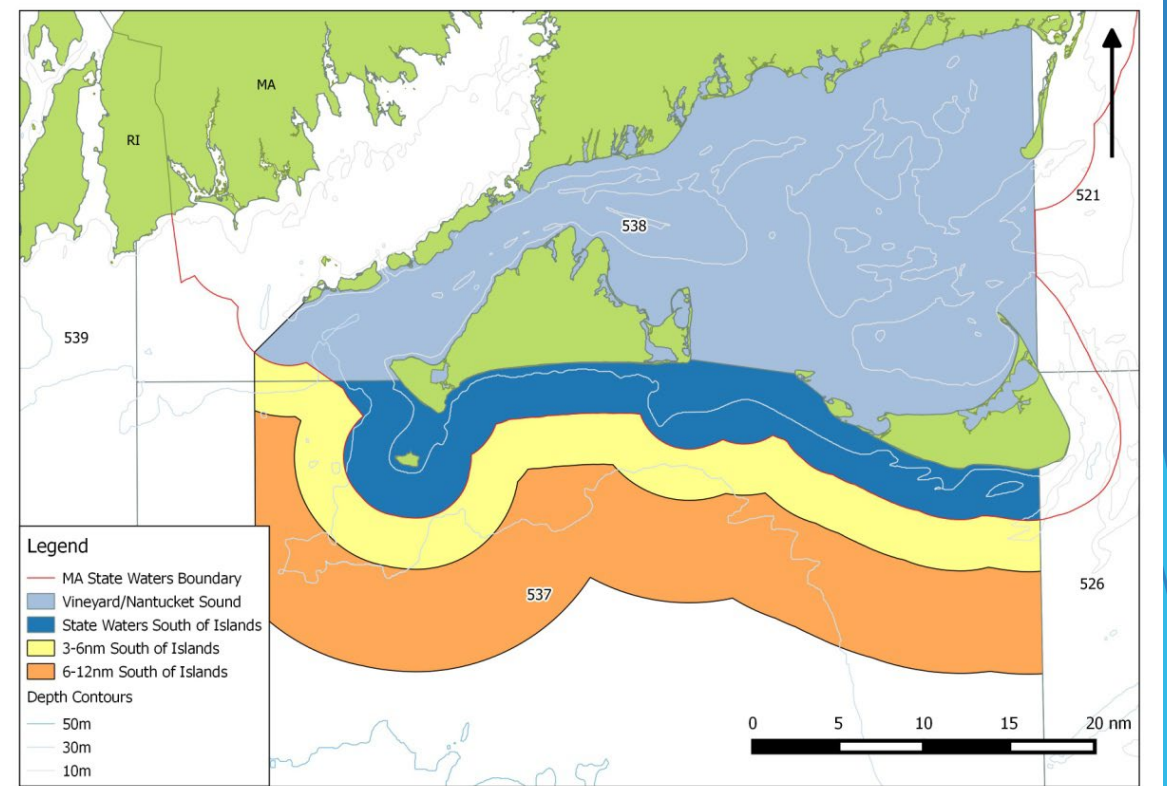 MA
RI
521
538
539
526
537
Legend
MA State Waters Boundary
Vineyard/Nantucket Sound
State Waters South of Islands
3-6nm South of Islands
6-12nm South of Islands
Depth Contours
50m
30m
10m
0 5 10 15 20 nm